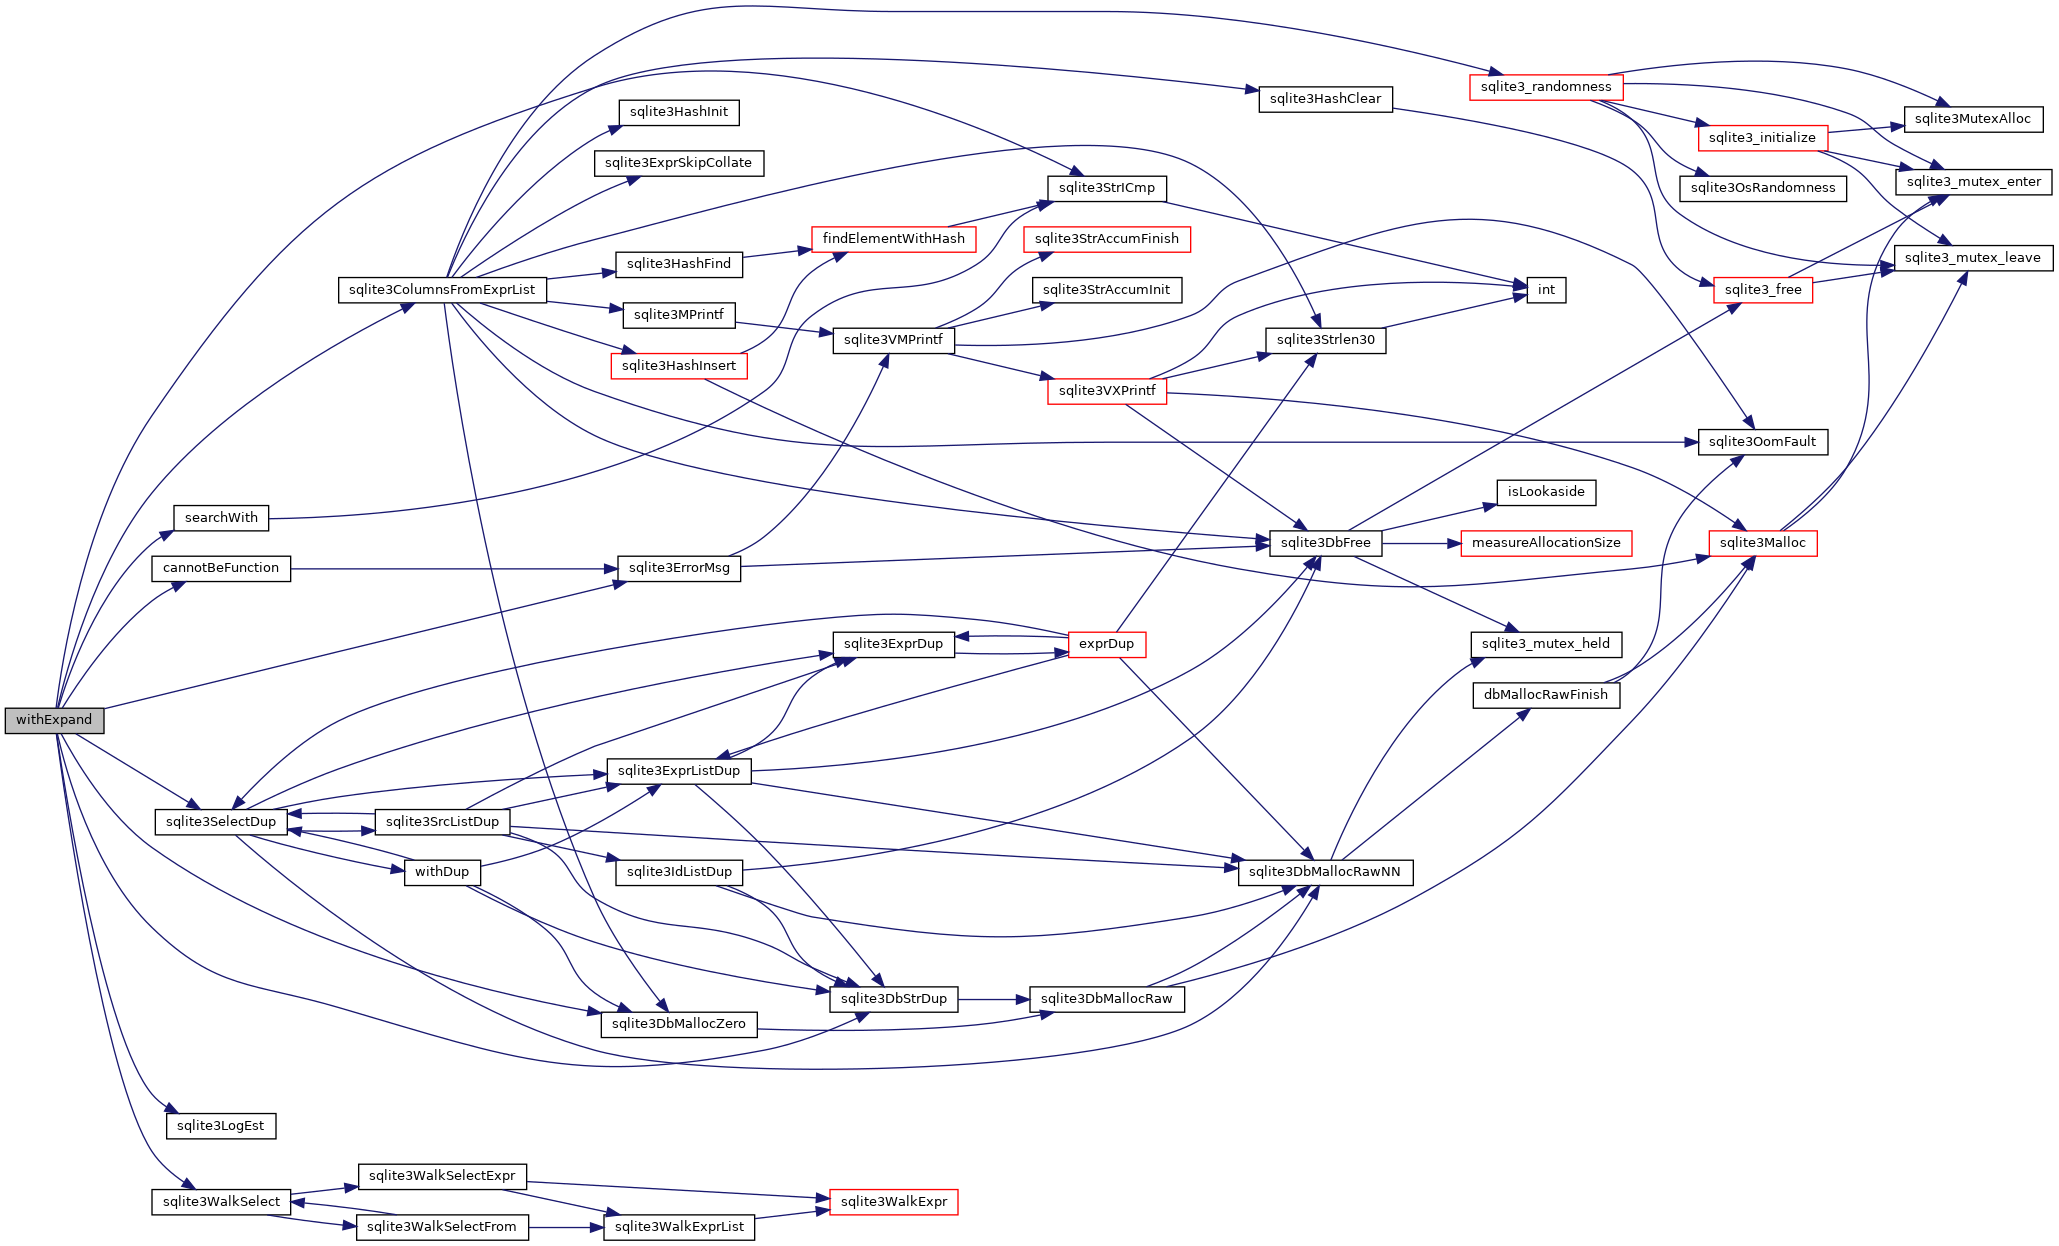 withExpand
sqlite3ColumnsFromExprList
searchWith
cannotBeFunction
sqlite3SelectDup
sqlite3LogEst
sqlite3WalkSelect
sqlite3SrcListDup
withDup
sqlite3WalkSelectExpr
sqlite3WalkSelectFrom
sqlite3HashInit
sqlite3ExprSkipCollate
sqlite3HashFind
sqlite3MPrintf
sqlite3HashInsert
sqlite3ErrorMsg
sqlite3ExprListDup
sqlite3IdListDup
sqlite3DbMallocZero
sqlite3WalkExprList
findElementWithHash
sqlite3VMPrintf
sqlite3ExprDup
sqlite3DbStrDup
sqlite3WalkExpr
sqlite3StrICmp
sqlite3StrAccumFinish
sqlite3StrAccumInit
sqlite3VXPrintf
exprDup
sqlite3DbMallocRaw
sqlite3HashClear
sqlite3Strlen30
sqlite3DbFree
sqlite3DbMallocRawNN
sqlite3_randomness
int
isLookaside
measureAllocationSize
sqlite3_mutex_held
dbMallocRawFinish
sqlite3_initialize
sqlite3OsRandomness
sqlite3_free
sqlite3OomFault
sqlite3Malloc
sqlite3MutexAlloc
sqlite3_mutex_enter
sqlite3_mutex_leave